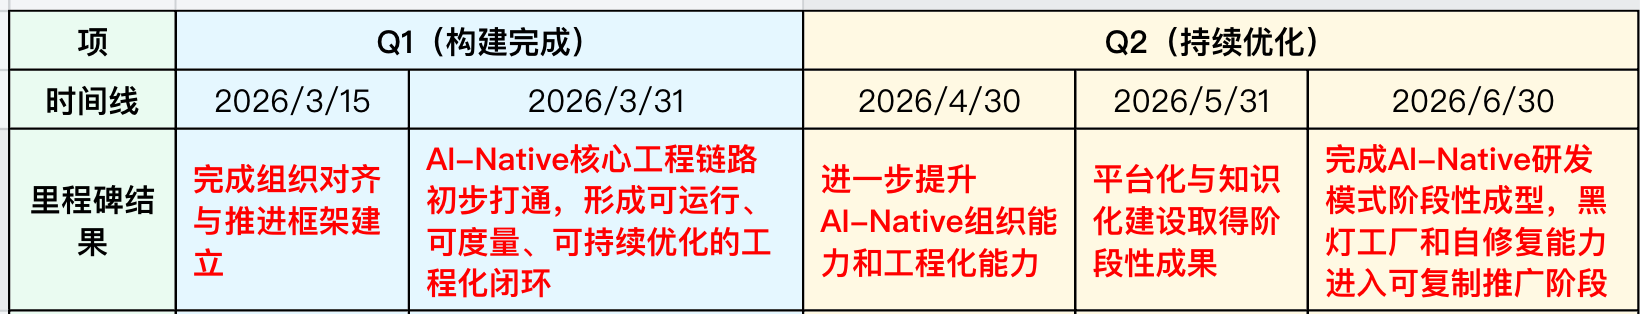 项
Q1（构建完成）
Q2（持续优化）
时间线
2026/3/15
2026/3/31
2026/4/30
2026/5/31
2026/6/30
里程碑结
果
完成组织对齐
与推进框架建
立
AI-Native核心工程链路
初步打通，形成可运行、
可度量、可持续优化的工
程化闭环
进一步提升
AI-Native组织能
力和工程化能力
平台化与知识
化建设取得阶
段性成果
完成AI-Native研发
模式阶段性成型，黑
灯工厂和自修复能力
进入可复制推广阶段